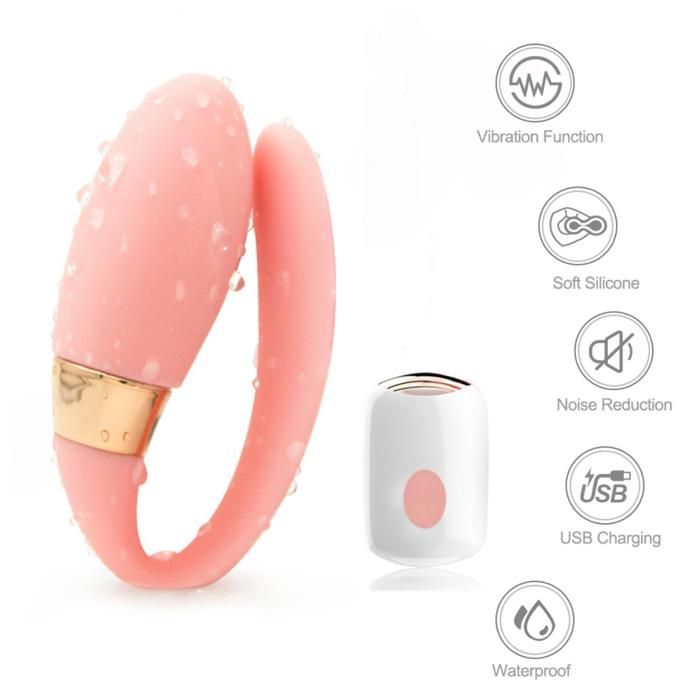 Vibration Function
Soft Silicone
Noise Reduction
USB
USB Charging
Waterproof